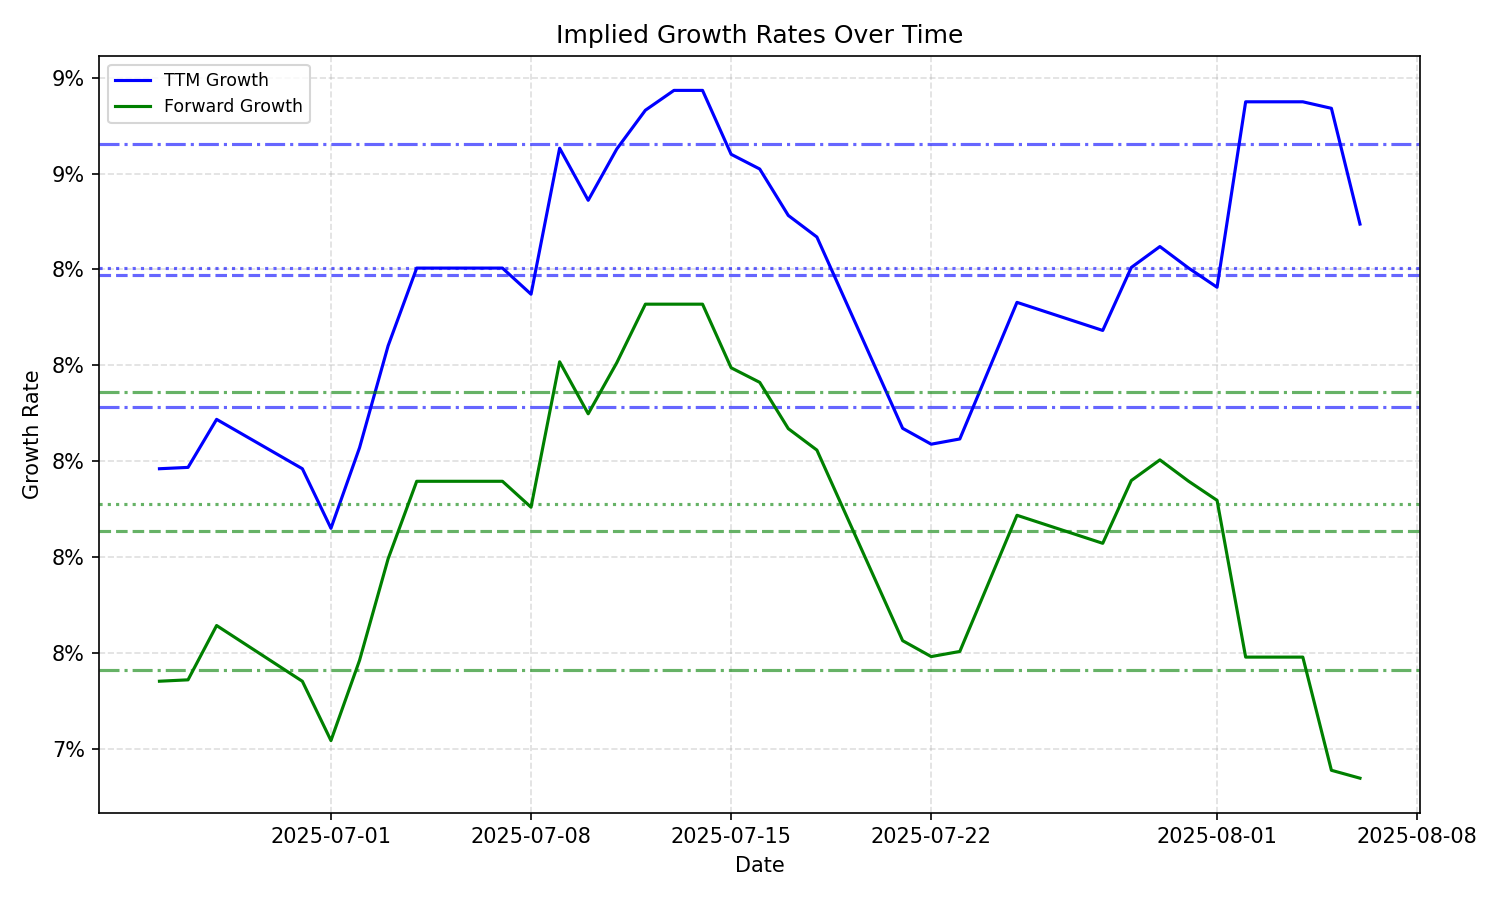 Implied Growth Rates Over Time
TTM Growth
Forward Growth
9%
9%
8%
8%
8%
8%
8%
7%
Growth Rate
2025-07-01
2025-07-08
2025-07-15
2025-07-22
2025-08-01
2025-08-08
Date